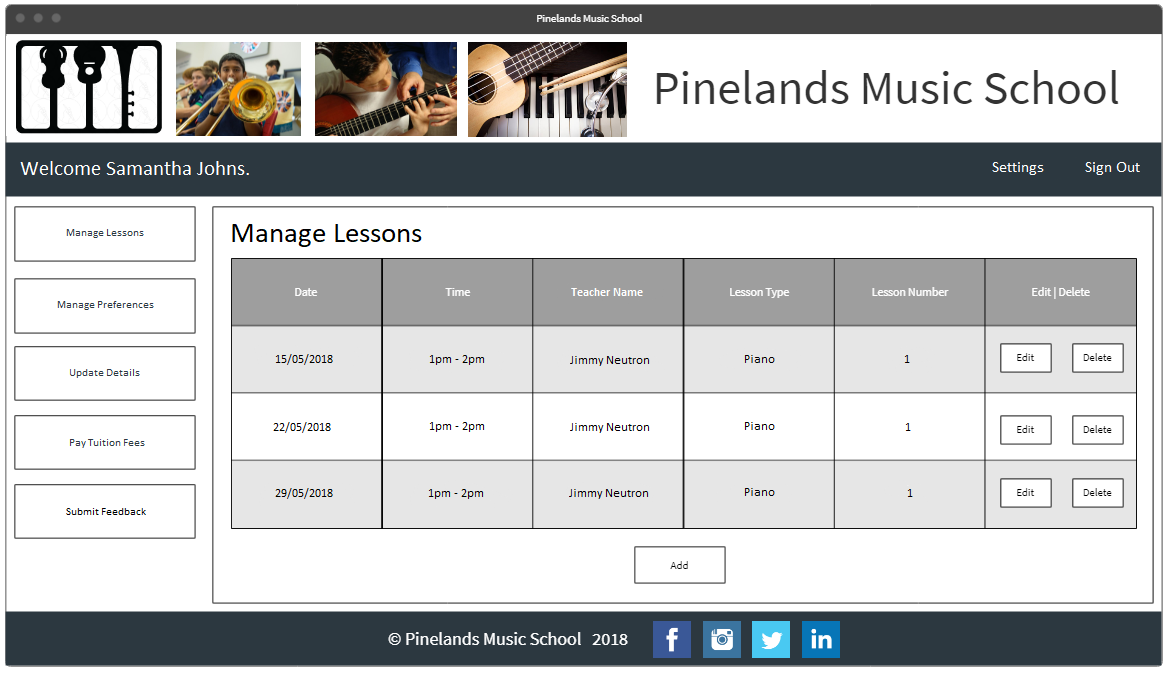 Pinelands Music School
Pinelands Music School
Welcome Samantha Johns.
Settings
Sign Out
Manage Lessons
Manage Preferences
Update Details
Pay Tuition Fees
Submit Feedback
Manage Lessons
Date Time Teacher Name Lesson Type Lesson Number Edit | Delete
15/05/2018 1pm - 2pm Jimmy Neutron Piano 1 Edit Delete
22/05/2018 1pm - 2pm Jimmy Neutron Piano 1 Edit Delete
29/05/2018 1pm - 2pm Jimmy Neutron Piano 1 Edit Delete
Add
© Pinelands Music School 2018